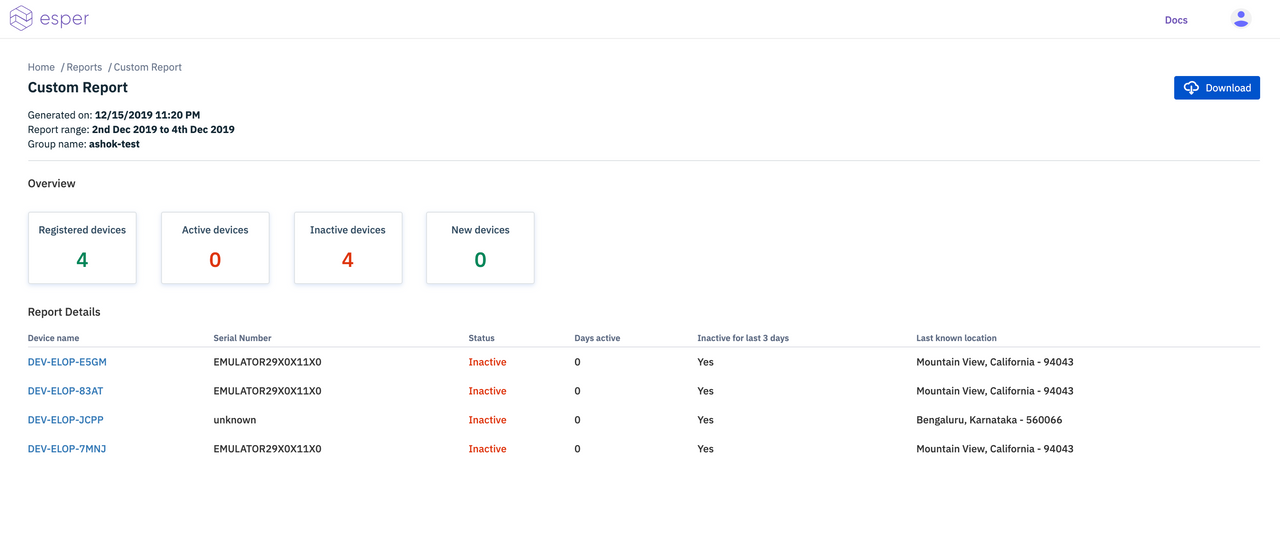 esper
Docs
Home / Reports / Custom Report
Custom Report
Download
Generated on: 12/15/2019 11:20 PM
Report range: 2nd Dec 2019 to 4th Dec 2019
Group name: ashok-test
Overview
Registered devices Active devices Inactive devices New devices
4 0 4 0
Report Details
Device name Serial Number Status Days active Inactive for last 3 days Last known location
DEV-ELOP-E5GM EMULATOR29X0X11X0 Inactive 0 Yes Mountain View, California - 94043
DEV-ELOP-83AT EMULATOR29X0X11X0 Inactive 0 Yes Mountain View, California - 94043
DEV-ELOP-JCPP unknown Inactive 0 Yes Bengaluru, Karnataka - 560066
DEV-ELOP-7MNJ EMULATOR29X0X11X0 Inactive 0 Yes Mountain View, California - 94043